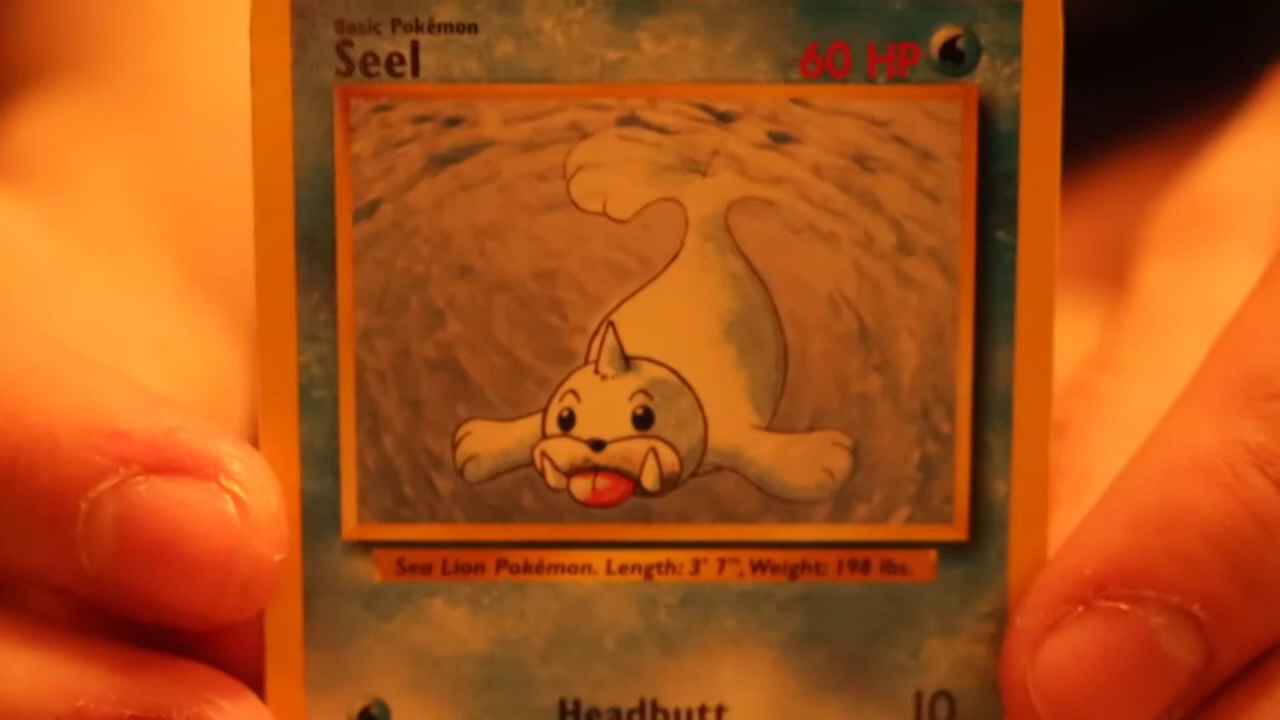 Basic Pokémon
Seel 60 HP
Sea Lion Pokémon. Length: 3' 7", Weight: 198 lbs.
Headbutt 10